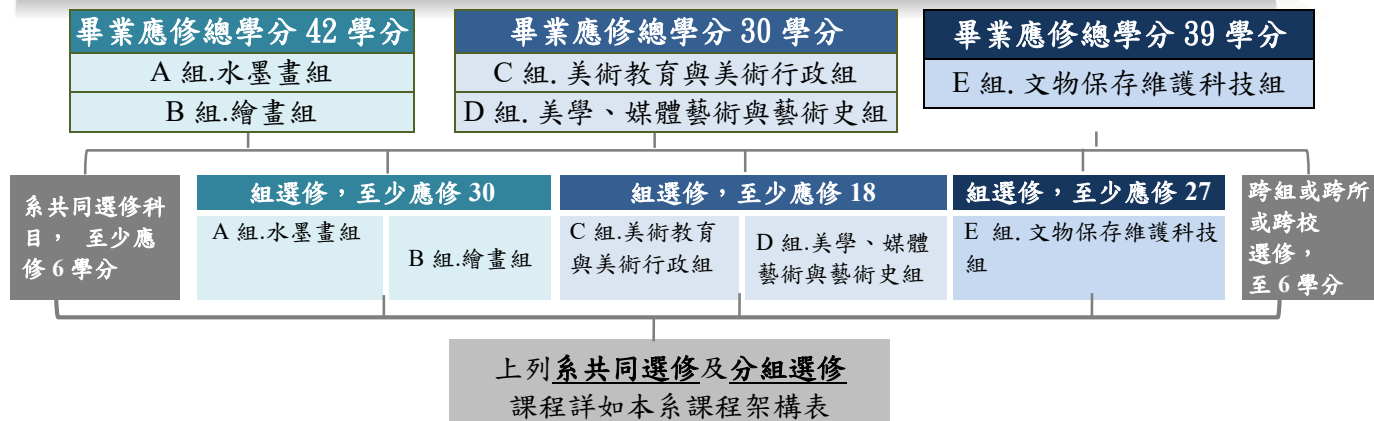 畢業應修總學分 42 學分
A 組.水墨畫組
B 組.繪畫組
畢業應修總學分 30 學分
C 組. 美術教育與美術行政組
D 組. 美學、媒體藝術與藝術史組
畢業應修總學分 39 學分
E 組. 文物保存維護科技組
系共同選修科
目， 至少應
修 6 學分
組選修，至少應修 30
A 組.水墨畫組
B 組.繪畫組
組選修，至少應修 18
C 組.美術教育
與美術行政組
D 組.美學、媒體
藝術與藝術史組
組選修，至少應修 27
E 組. 文物保存維護科技
組
跨組或跨所
或跨校
選修，
至 6 學分
上列系共同選修及分組選修
課程詳如本系課程架構表